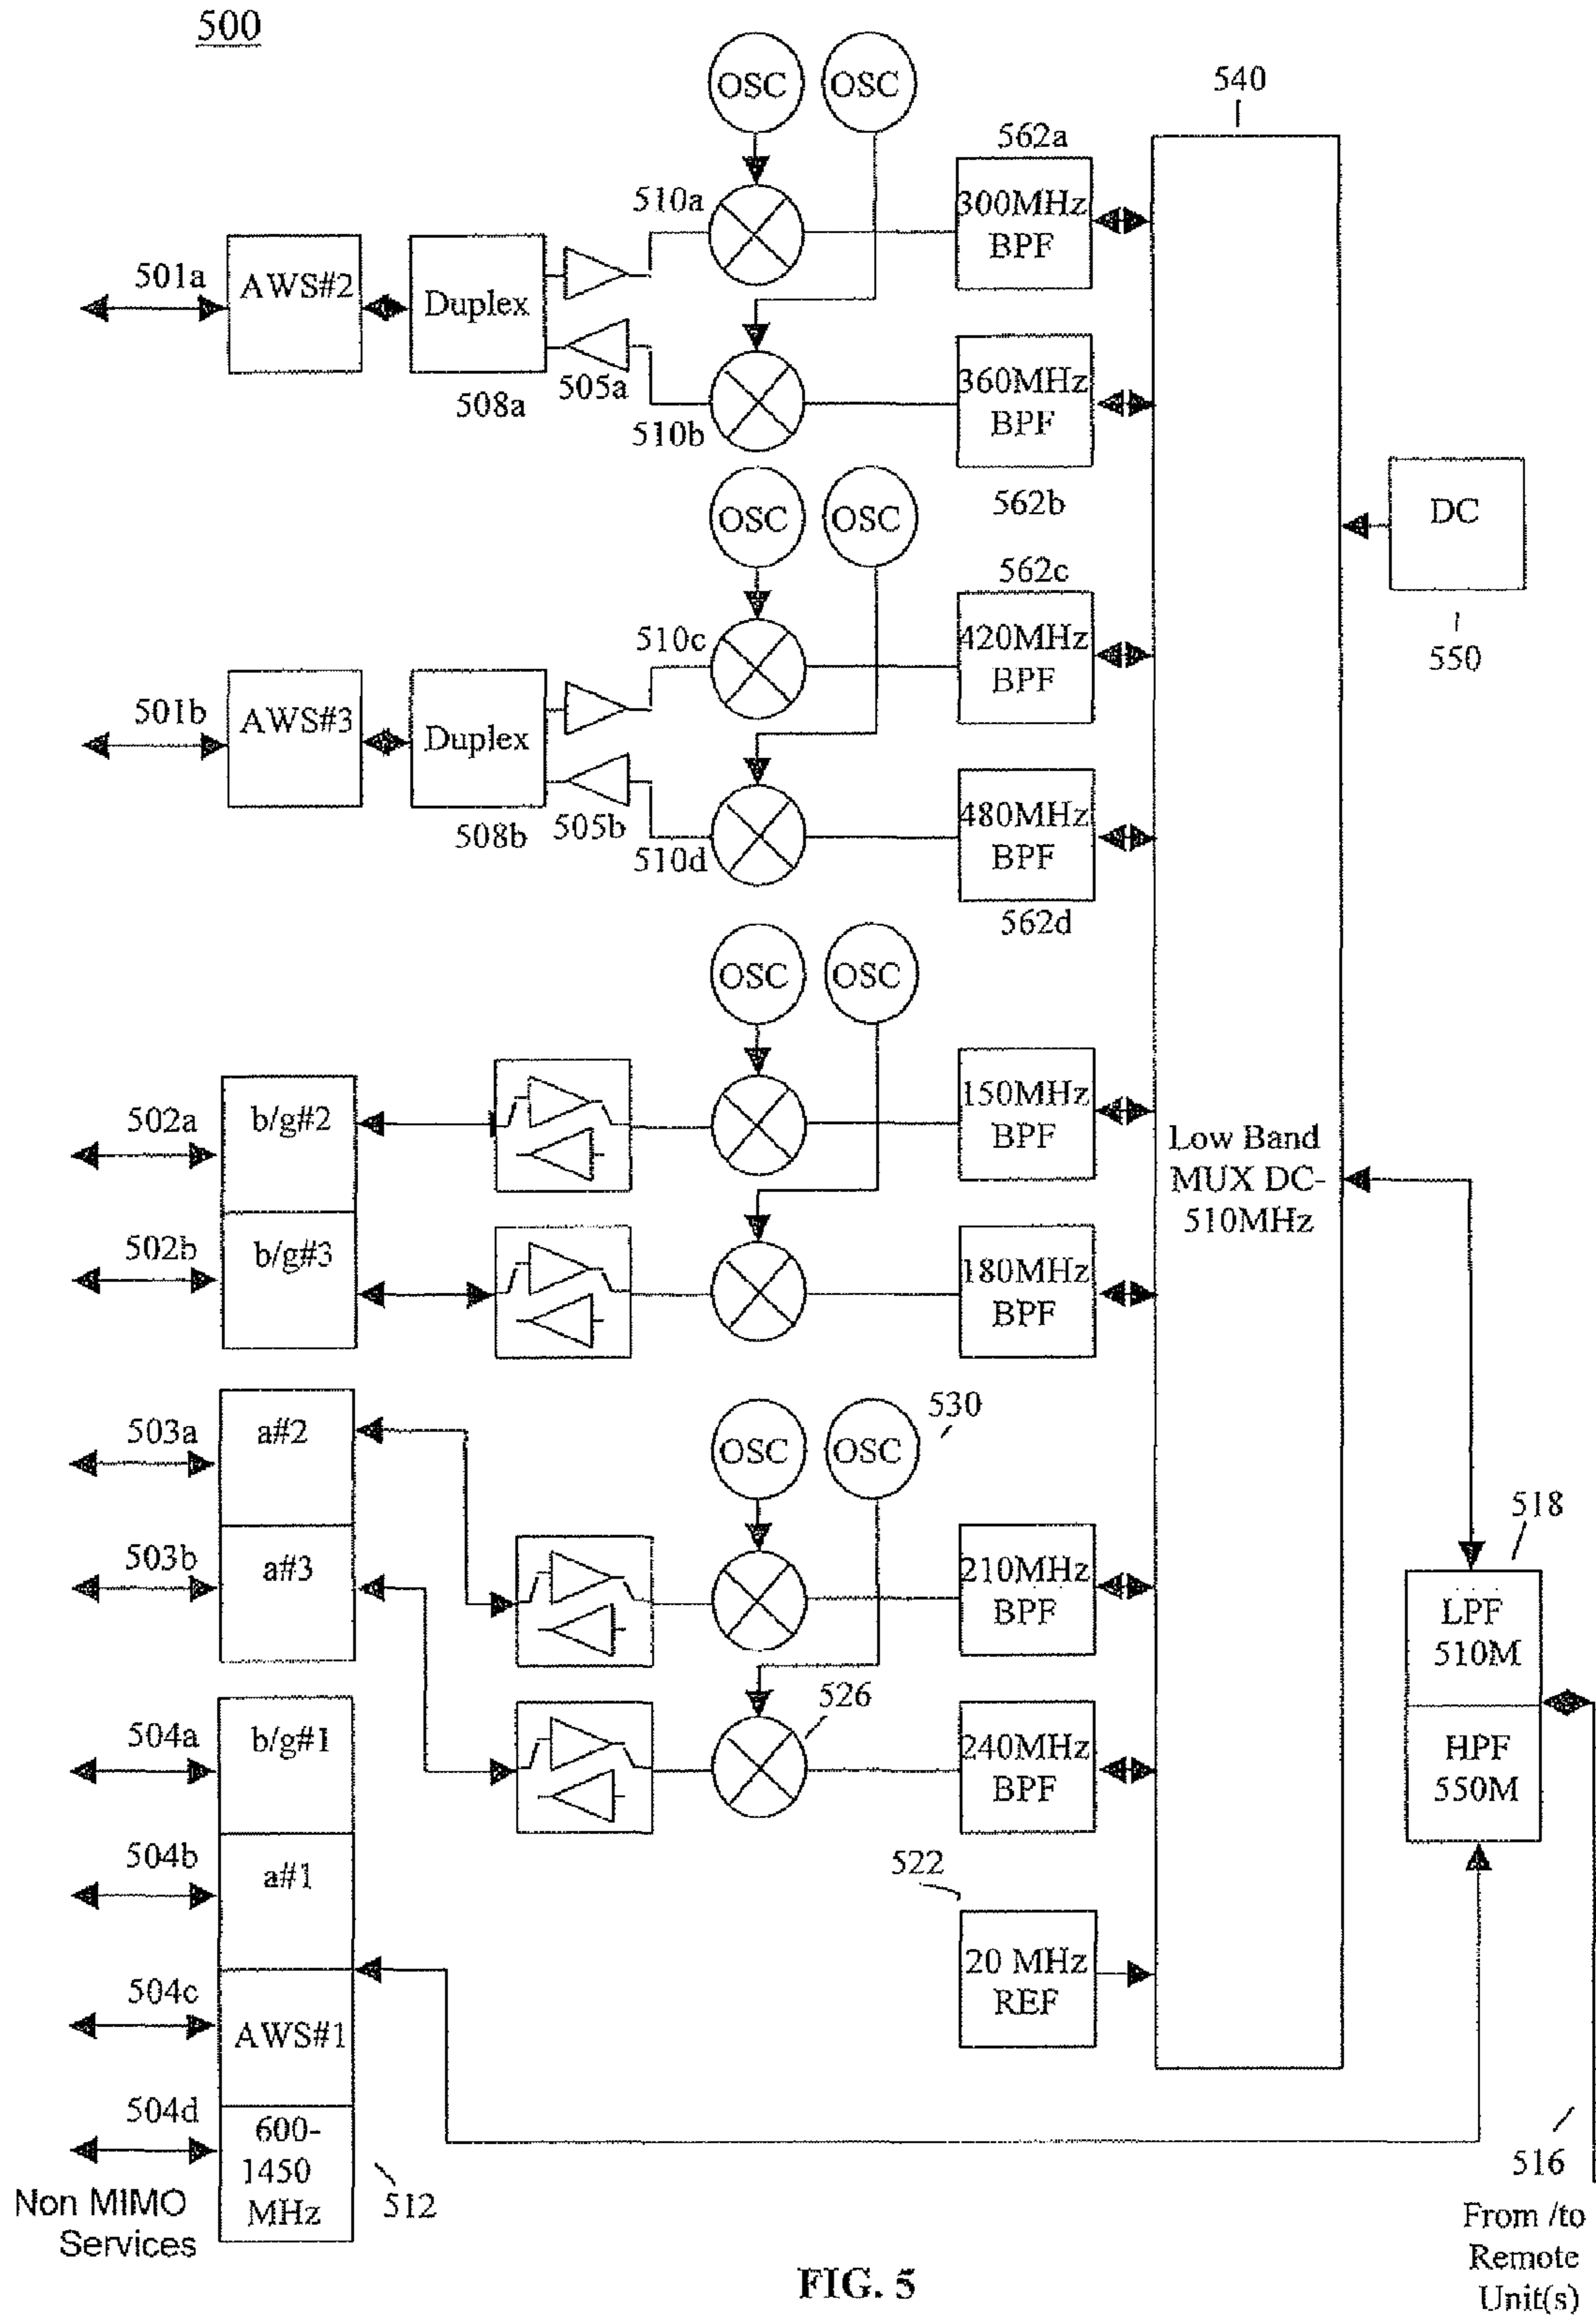 500
OSC
OSC
540
562a
510a
300MHz
BPF
501a
AWS#2
Duplex
505a
508a
360MHz
BPF
510b
562b
OSC
OSC
DC
550
562c
510c
420MHz
BPF
501b
AWS#3
Duplex
505b
508b
480MHz
BPF
510d
562d
OSC
OSC
150MHz
BPF
502a
b/g#2
Low Band
MUX DC-
510MHz
502b
b/g#3
180MHz
BPF
530
503a
a#2
OSC
OSC
518
503b
a#3
210MHz
BPF
LPF
510M
526
504a
b/g#1
240MHz
BPF
HPF
550M
504b
a#1
522
20 MHz
REF
504c
AWS#1
504d
600-
1450
MHz
512
516
Non MIMO
Services
From /to
Remote
Unit(s)
FIG. 5